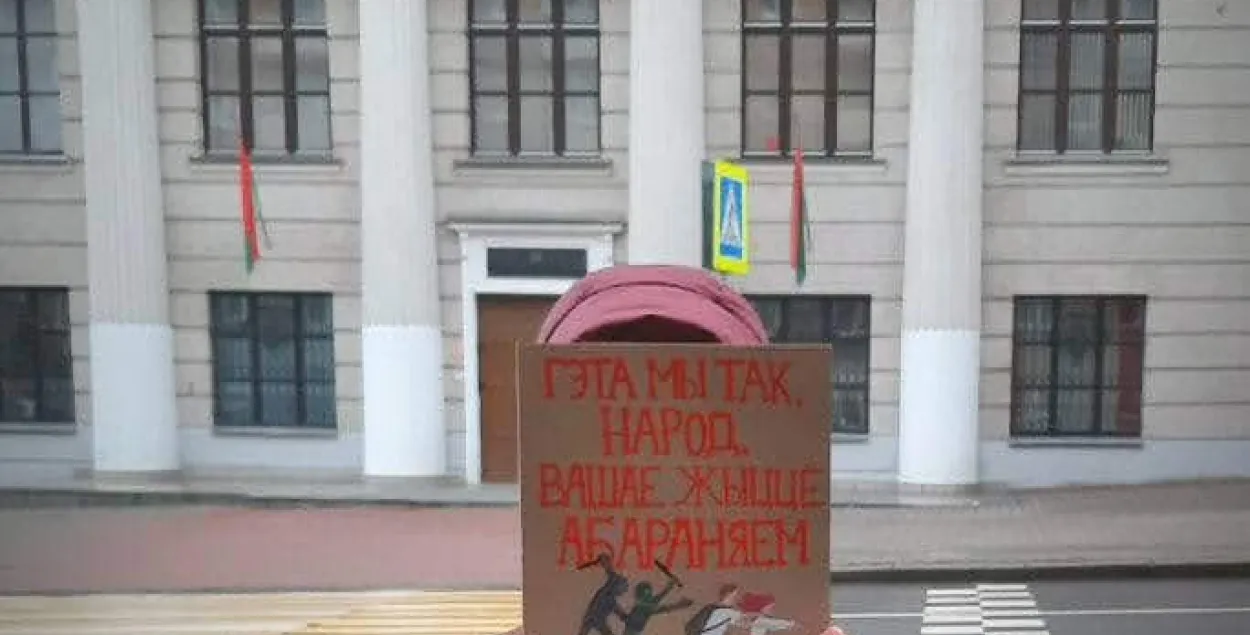 ГЭТА МЫ ТАК,
НАРОД,
ВАШАЕ ЖЫЦЦЁ
АБАРАНЯЕМ